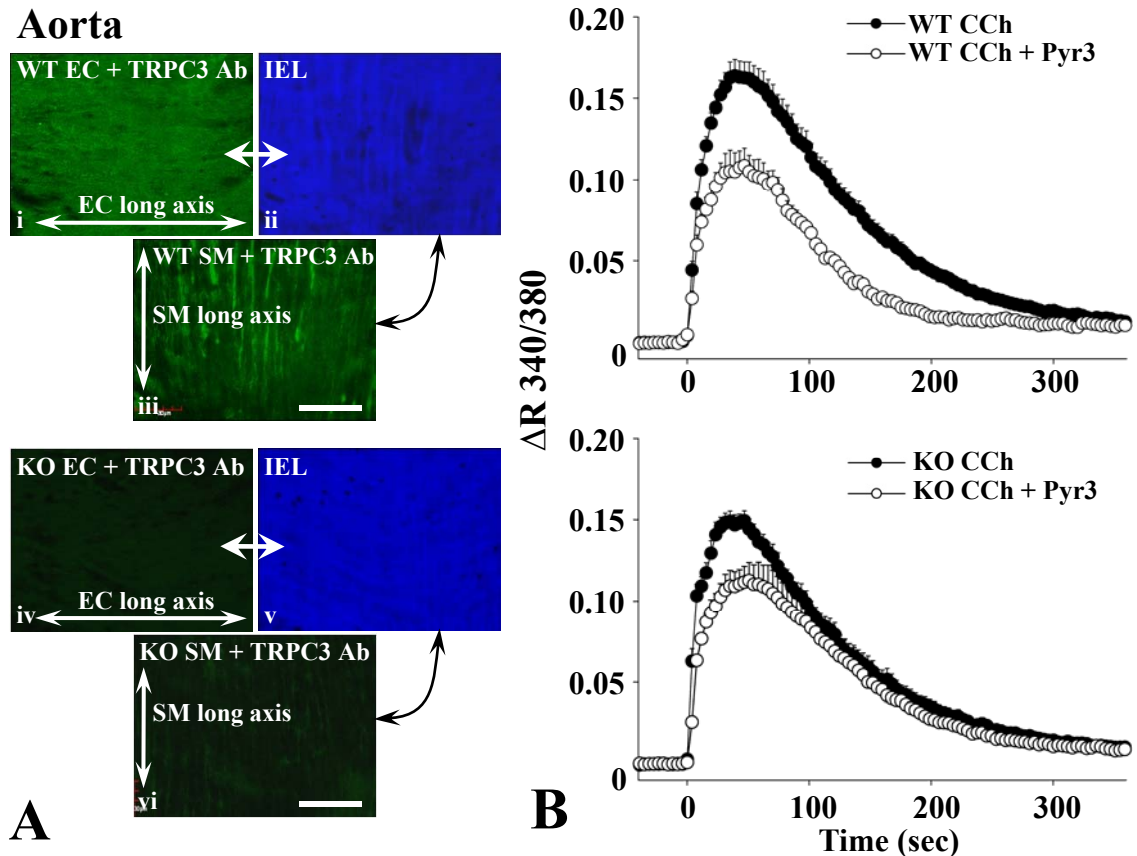 Aorta
WT EC + TRPC3 Ab
IEL
EC long axis
i
ii
WT SM + TRPC3 Ab
SM long axis
iii
KO EC + TRPC3 Ab
IEL
EC long axis
iv
v
KO SM + TRPC3 Ab
SM long axis
vi
A
WT CCh
WT CCh + Pyr3
0.20
0.15
0.10
0.05
0
0
100
200
300
ΔR 340/380
KO CCh
KO CCh + Pyr3
0.20
0.15
0.10
0.05
0
0
100
200
300
Time (sec)
B